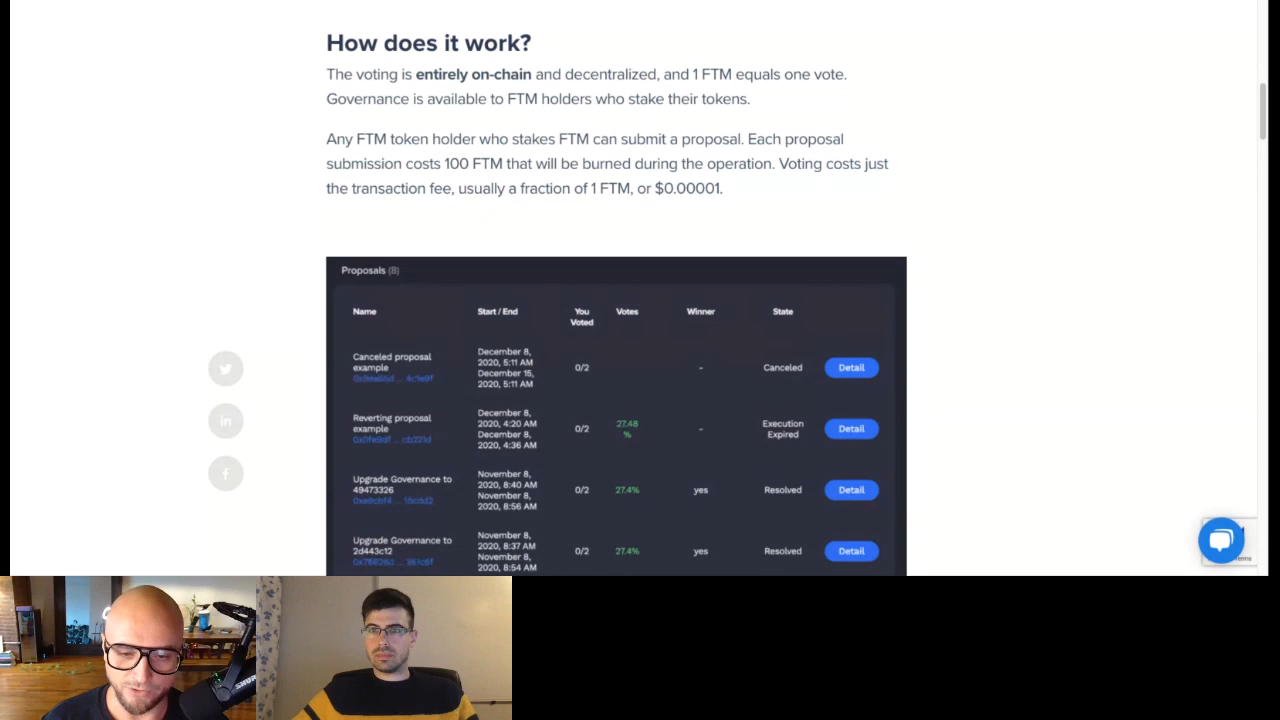 How does it work?
The voting is entirely on-chain and decentralized, and 1 FTM equals one vote.
Governance is available to FTM holders who stake their tokens.
Any FTM token holder who stakes FTM can submit a proposal. Each proposal
submission costs 100 FTM that will be burned during the operation. Voting costs just
the transaction fee, usually a fraction of 1 FTM, or $0.00001.
Proposals (8)
Name Start / End You Voted Votes Winner State
Canceled proposal
example
December 8,
2020, 5:11 AM
December 15,
2020, 5:11 AM
0/2 - Canceled Detail
Reverting proposal
example
December 8,
2020, 4:20 AM
December 8,
2020, 4:36 AM
0/2 27.48
% - Execution
Expired Detail
Upgrade Governance to
49473326
November 8,
2020, 8:40 AM
November 8,
2020, 8:56 AM
0/2 27.4% yes Resolved Detail
Upgrade Governance to
2d443c12
November 8,
2020, 8:37 AM
November 8,
2020, 8:54 AM
0/2 27.4% yes Resolved Detail